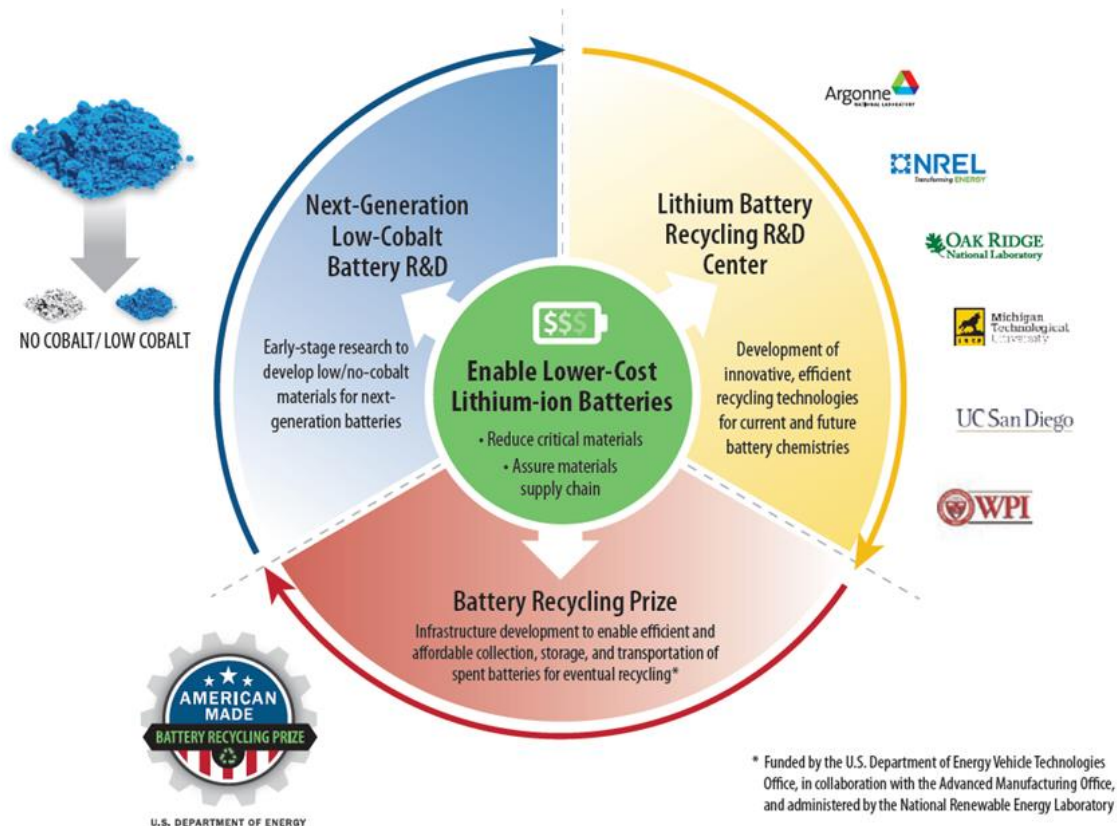 Next-Generation
Low-Cobalt
Battery R&D
Early-stage research to
develop low/no-cobalt
materials for next-
generation batteries
NO COBALT/ LOW COBALT
Lithium Battery
Recycling R&D
Center
Development of
innovative, efficient
recycling technologies
for current and future
battery chemistries
$$$
Enable Lower-Cost
Lithium-ion Batteries
• Reduce critical materials
• Assure materials
supply chain
Battery Recycling Prize
Infrastructure development to enable efficient and
affordable collection, storage, and transportation of
spent batteries for eventual recycling*
Argonne
NATIONAL LABORATORY
NREL
Transforming ENERGY
OAK RIDGE
National Laboratory
Michigan
Technological
University
UC San Diego
WPI
AMERICAN
MADE
BATTERY RECYCLING PRIZE
U.S. DEPARTMENT OF ENERGY
* Funded by the U.S. Department of Energy Vehicle Technologies
Office, in collaboration with the Advanced Manufacturing Office,
and administered by the National Renewable Energy Laboratory